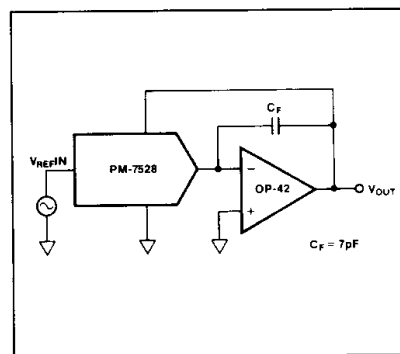 C_F
V_REF IN
PM-7528
−
OP-42
+
V_OUT
C_F = 7pF